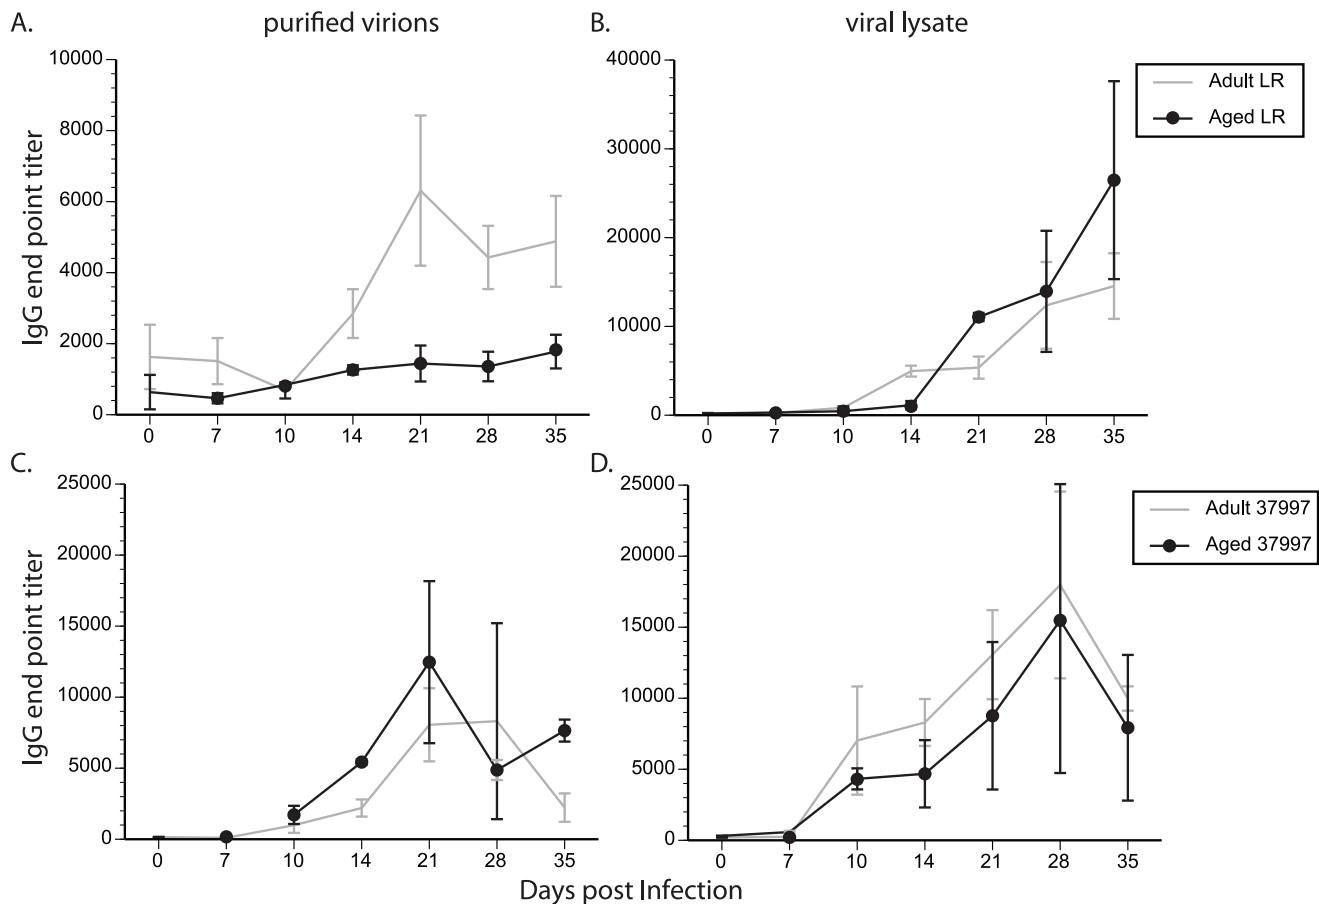 A. purified virions
B. viral lysate
IgG end point titer
10000
8000
6000
4000
2000
0
0 7 10 14 21 28 35
40000
30000
20000
10000
0
0 7 10 14 21 28 35
Adult LR
Aged LR
C.
IgG end point titer
25000
20000
15000
10000
5000
0
0 7 10 14 21 28 35
D.
25000
20000
15000
10000
5000
0
0 7 10 14 21 28 35
Adult 37997
Aged 37997
Days post Infection